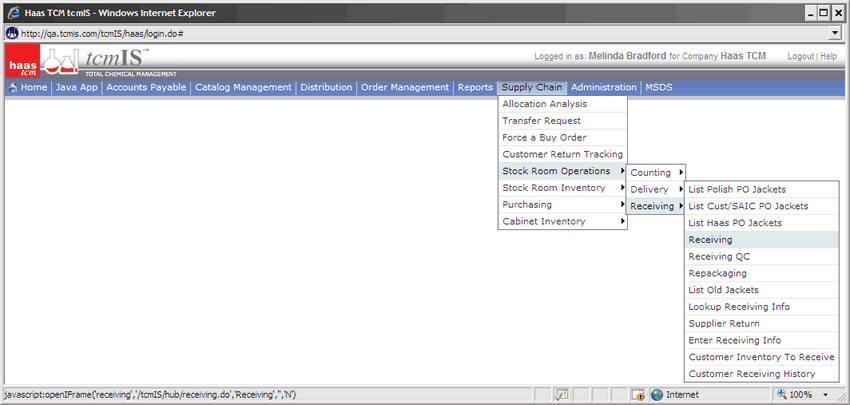 Haas TCM tcmIS - Windows Internet Explorer
http://qa.tcmis.com/tcmIS/haas/login.do#
haas tcm
tcmIS™
TOTAL CHEMICAL MANAGEMENT
Logged in as: Melinda Bradford for Company Haas TCM
Logout | Help
Home | Java App | Accounts Payable | Catalog Management | Distribution | Order Management | Reports | Supply Chain | Administration | MSDS
Allocation Analysis
Transfer Request
Force a Buy Order
Customer Return Tracking
Stock Room Operations
Stock Room Inventory
Purchasing
Cabinet Inventory
Counting
Delivery
Receiving
List Polish PO Jackets
List Cust/SAIC PO Jackets
List Haas PO Jackets
Receiving
Receiving QC
Repackaging
List Old Jackets
Lookup Receiving Info
Supplier Return
Enter Receiving Info
Customer Inventory To Receive
Customer Receiving History
javascript:openIFrame('receiving','/tcmIS/hub/receiving.do','Receiving','','N')
Internet
100%